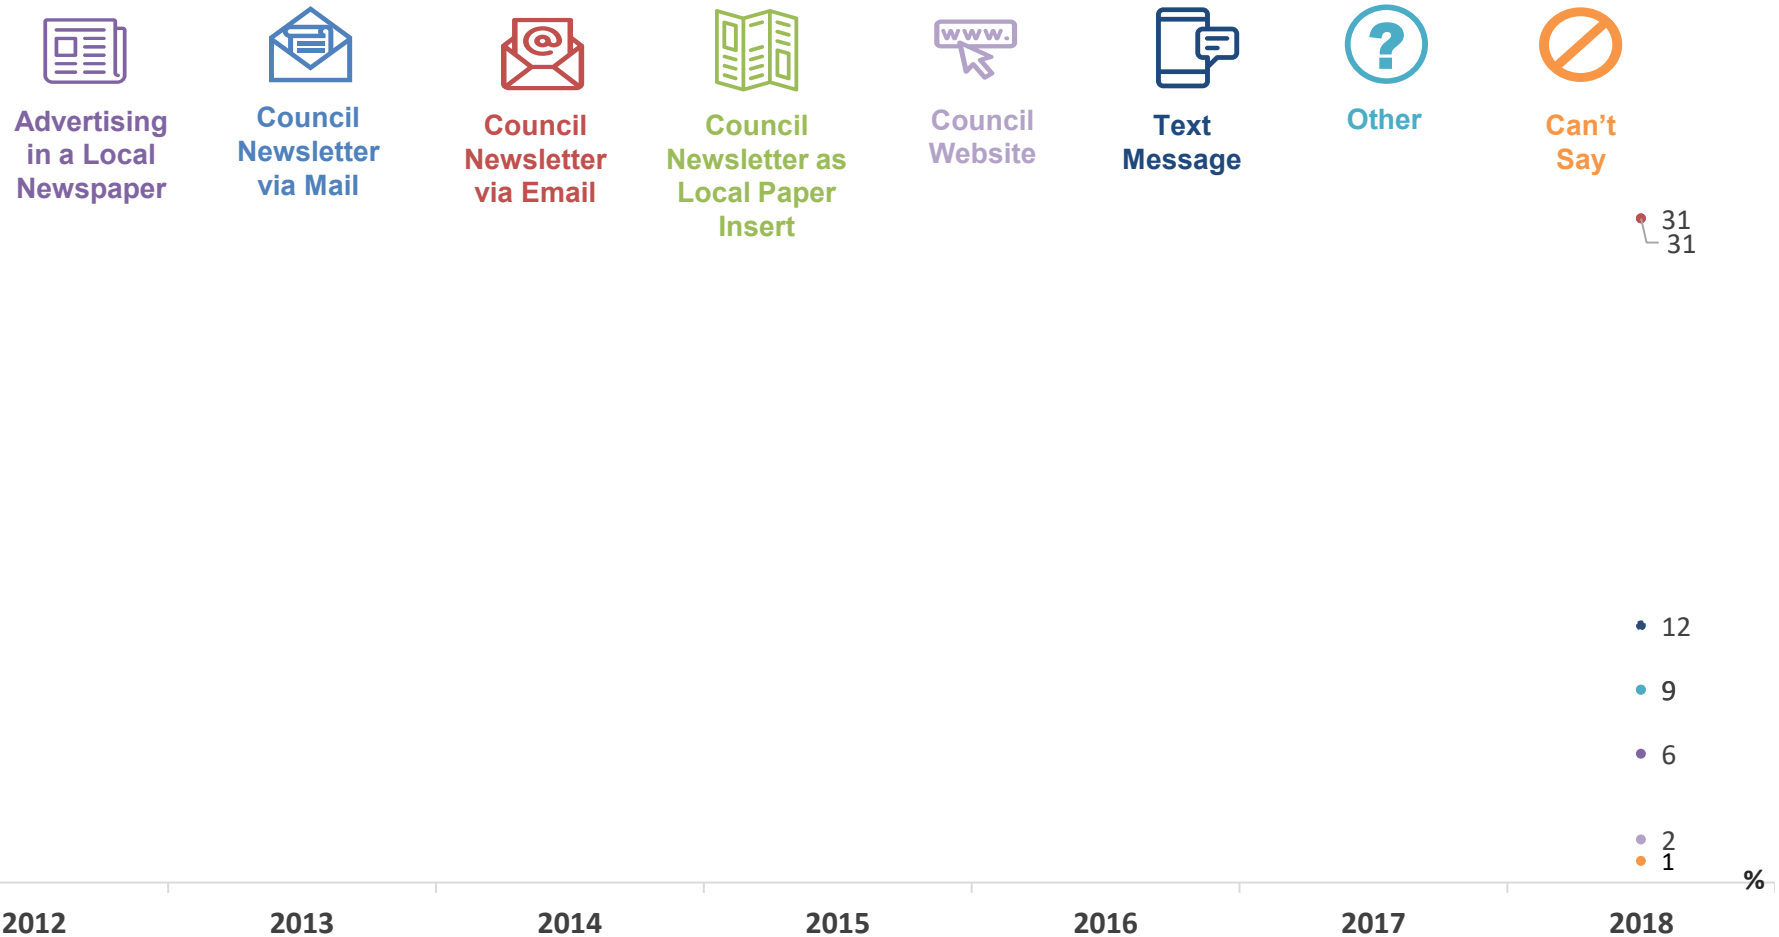 www.
Advertising
in a Local
Newspaper
Council
Newsletter
via Mail
Council
Newsletter
via Email
Council
Newsletter as
Local Paper
Insert
Council
Website
Text
Message
Other
Can't
Say
31
31
12
9
6
2
1
%
2012 2013 2014 2015 2016 2017 2018